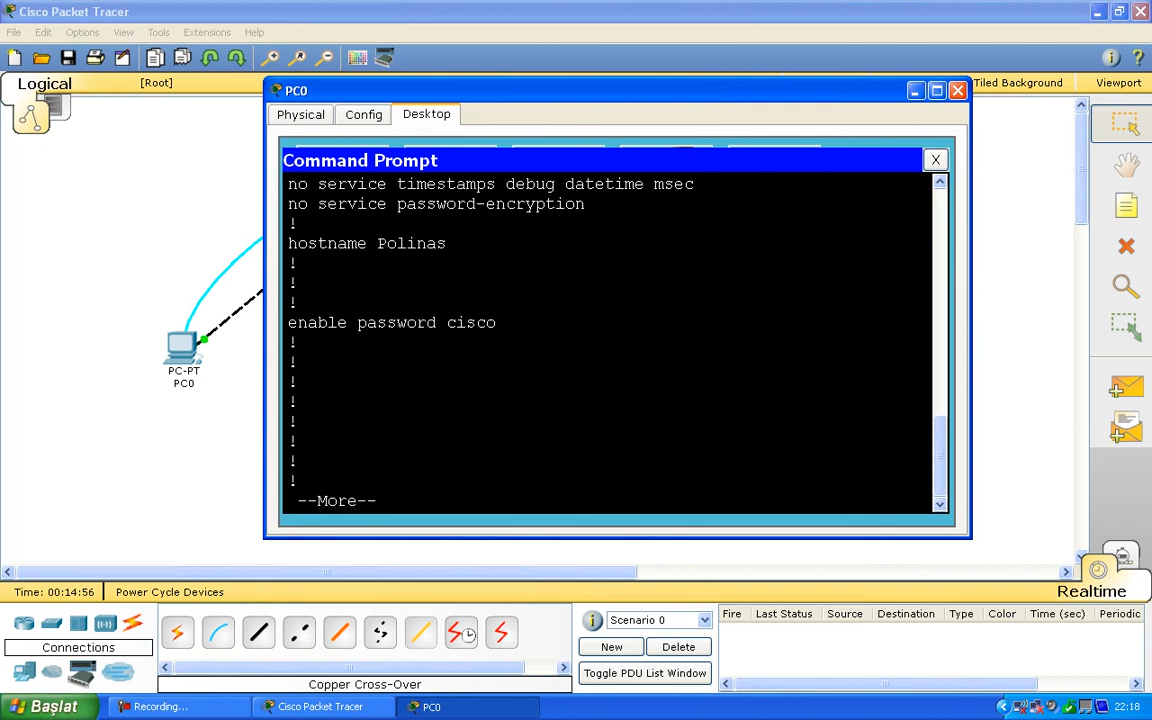 Cisco Packet Tracer
File Edit Options View Tools Extensions Help
Logical [Root] Tiled Background Viewport
PC0
Physical Config Desktop
Command Prompt X
no service timestamps debug datetime msec
no service password-encryption
!
hostname Polinas
!
!
!
enable password cisco
!
!
!
!
!
!
!
!
--More--
PC-PT
PC0
Time: 00:14:56 Power Cycle Devices Realtime
Connections
Copper Cross-Over
Scenario 0
New Delete
Toggle PDU List Window
Fire Last Status Source Destination Type Color Time (sec) Periodic
Başlat Recording... Cisco Packet Tracer PC0 22:18